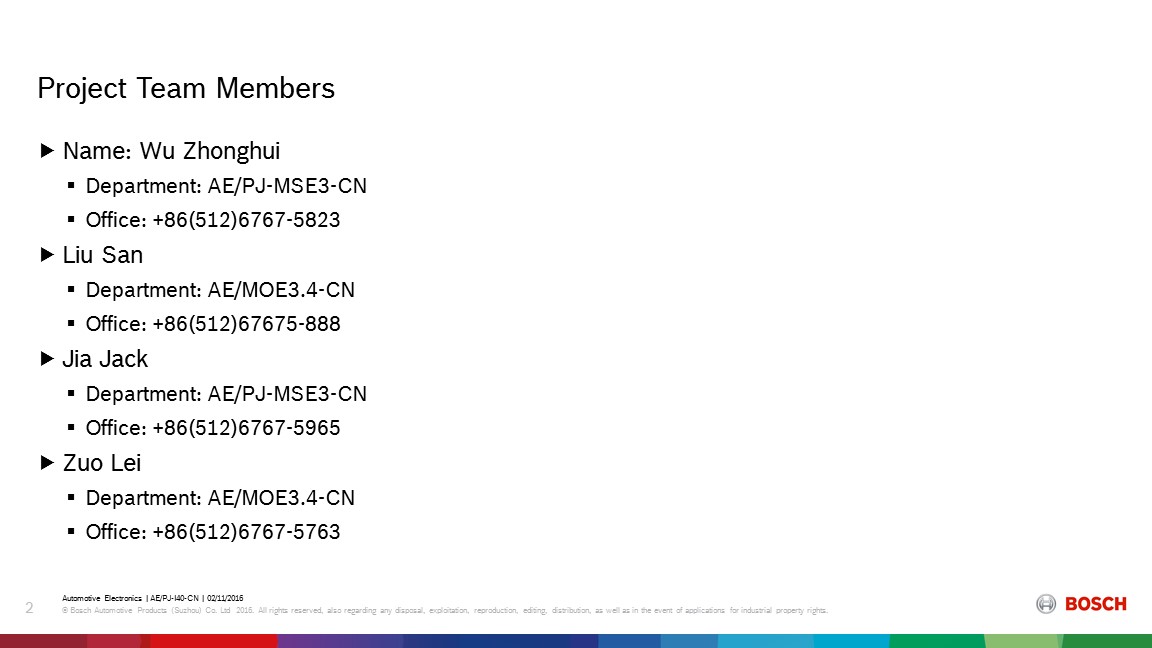 Project Team Members
Name: Wu Zhonghui
Department: AE/PJ-MSE3-CN
Office: +86(512)6767-5823
Liu San
Department: AE/MOE3.4-CN
Office: +86(512)67675-888
Jia Jack
Department: AE/PJ-MSE3-CN
Office: +86(512)6767-5965
Zuo Lei
Department: AE/MOE3.4-CN
Office: +86(512)6767-5763
Automotive Electronics | AE/PJ-I40-CN | 02/11/2016
2
© Bosch Automotive Products (Suzhou) Co. Ltd 2016. All rights reserved, also regarding any disposal, exploitation, reproduction, editing, distribution, as well as in the event of applications for industrial property rights.
BOSCH